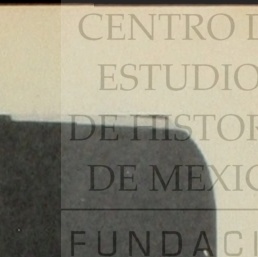 CENTRO D
ESTUDIO
DE HISTOR
DE MEXIC
FUNDACI